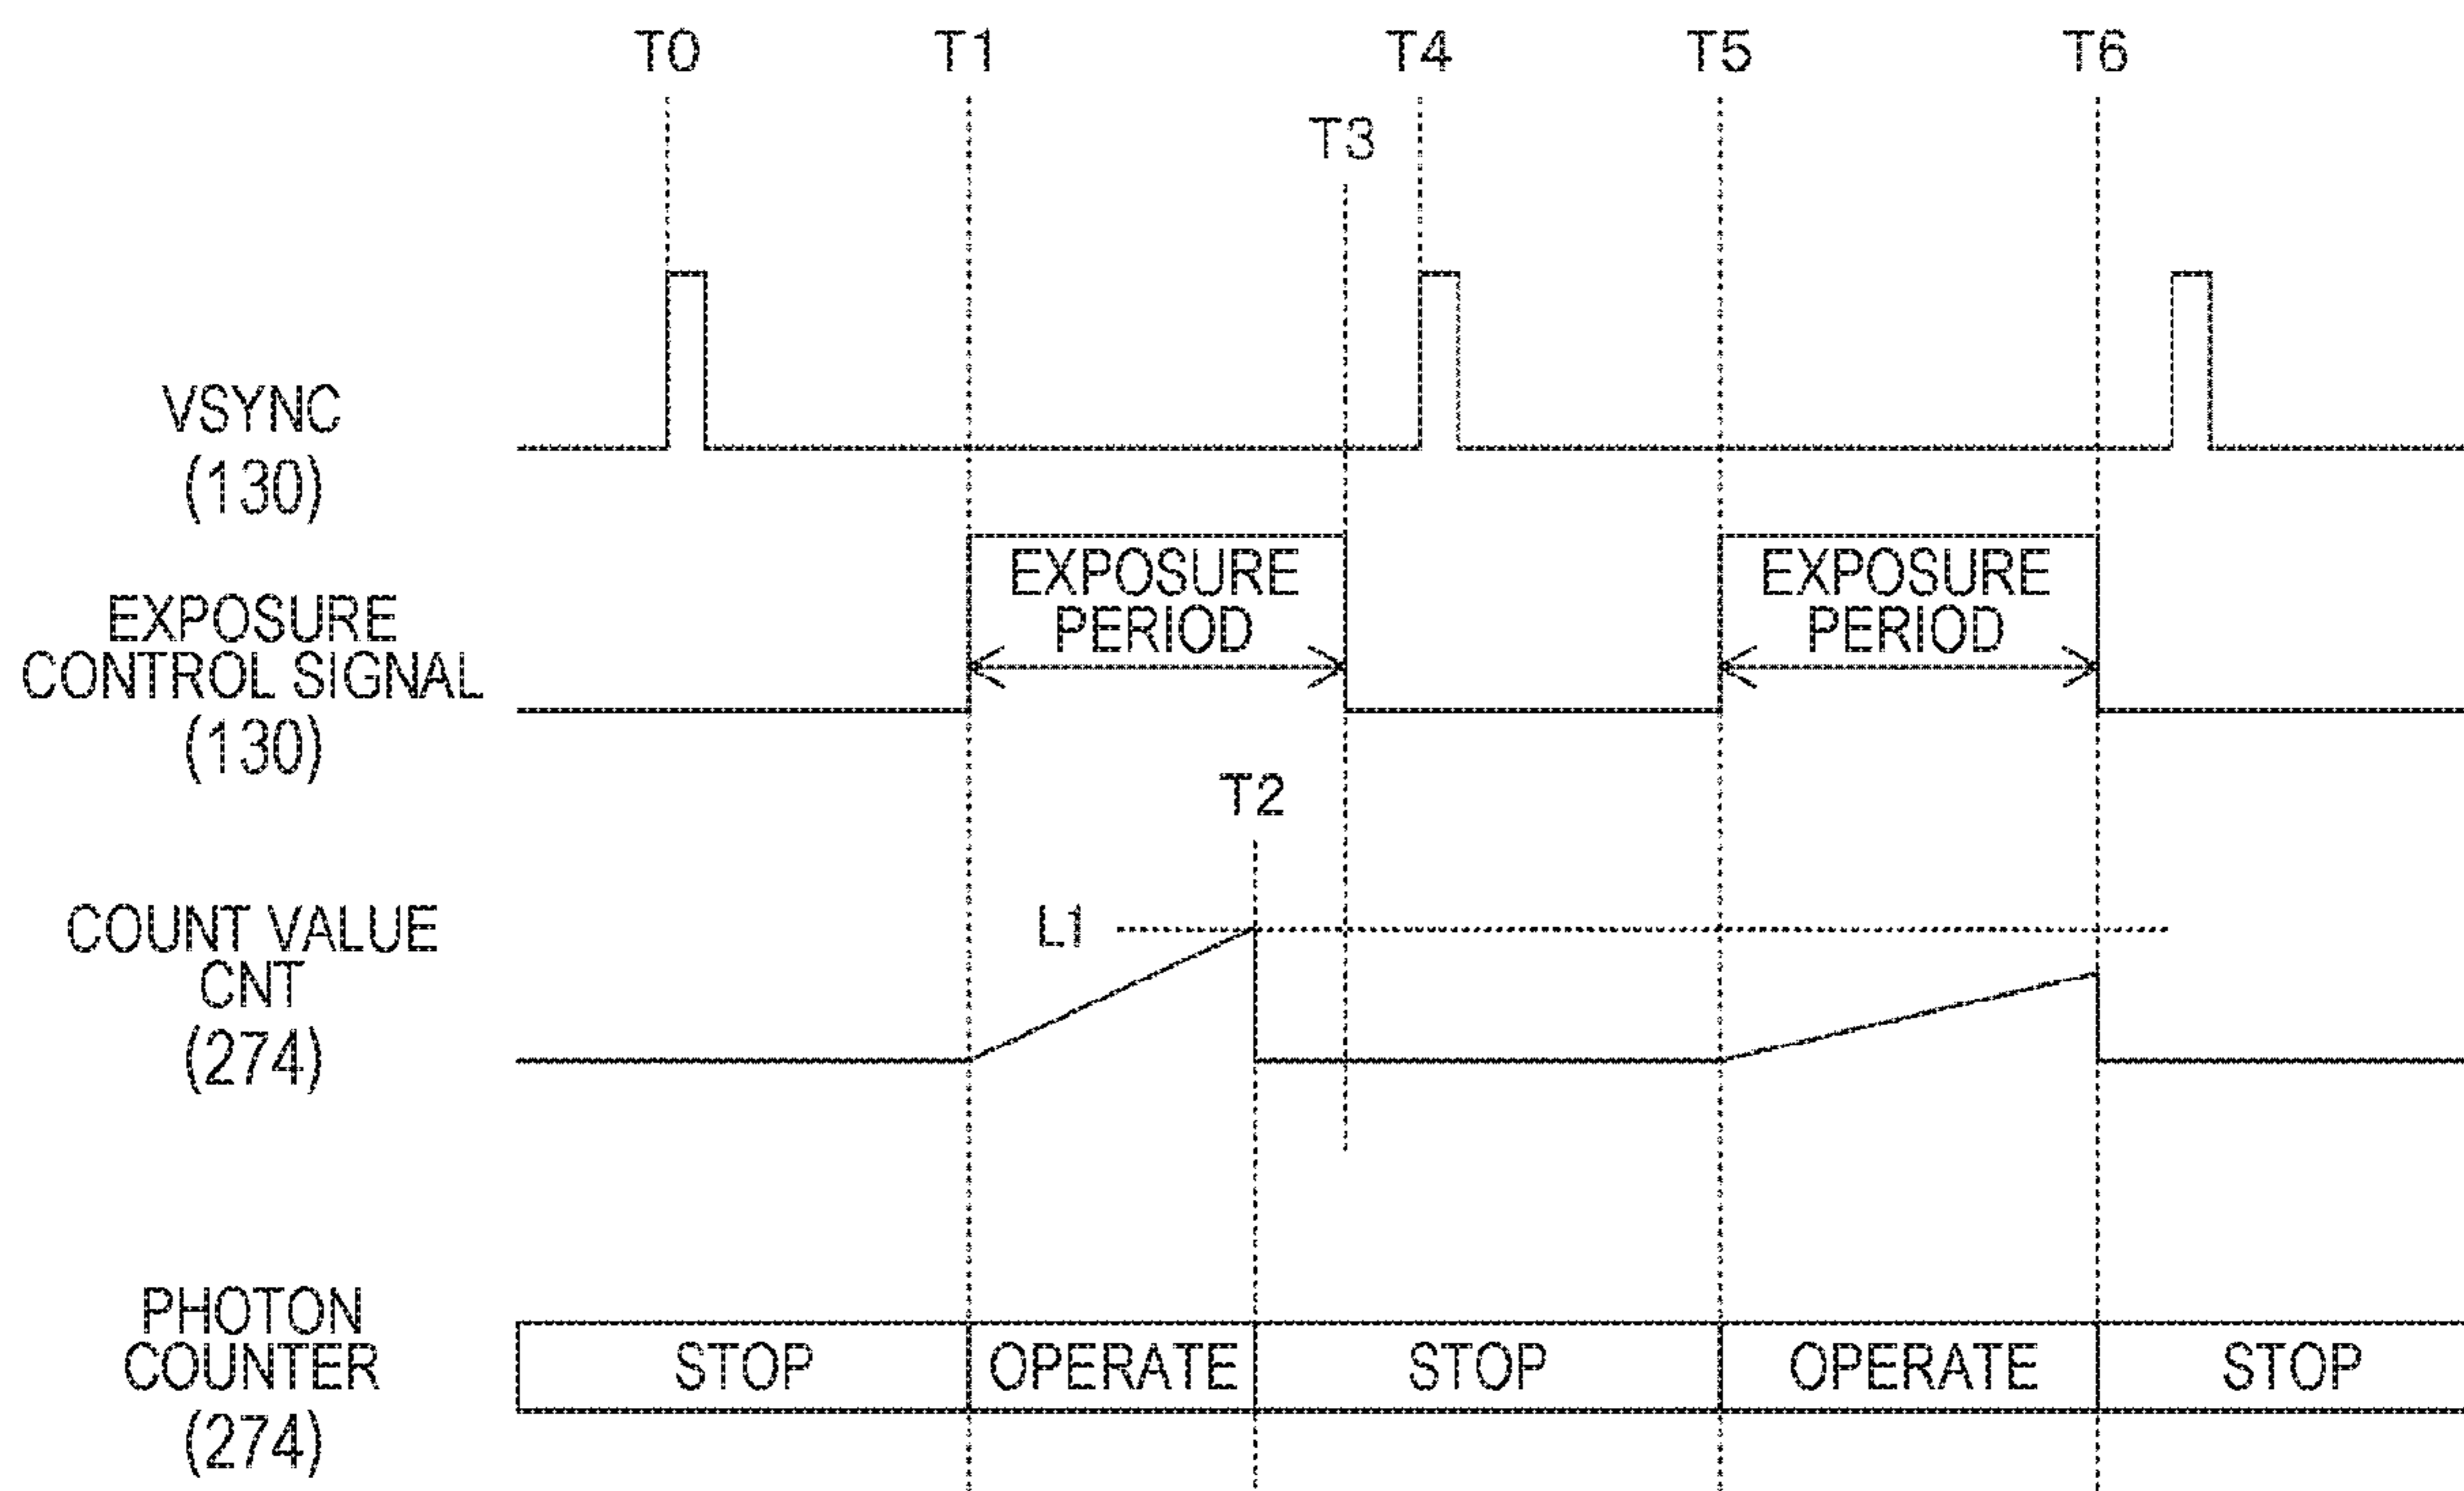 T0 T1 T4 T5 T6
T3
VSYNC
(130)
EXPOSURE
PERIOD
EXPOSURE
PERIOD
EXPOSURE
CONTROL SIGNAL
(130)
T2
L1
COUNT VALUE
CNT
(274)
PHOTON
COUNTER
(274)
STOP OPERATE STOP OPERATE STOP